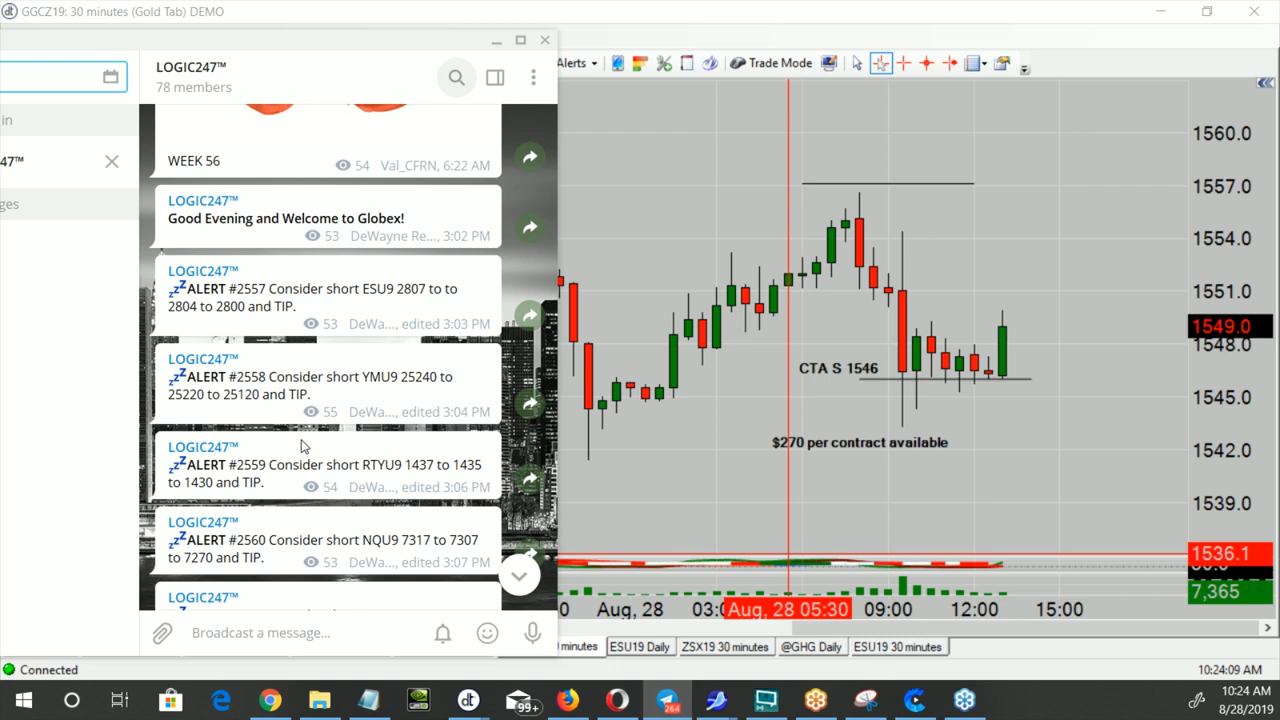 GGCZ19: 30 minutes (Gold Tab) DEMO
LOGIC247™
78 members
in
47™
ges
WEEK 56
54 Val_CFRN, 6:22 AM
LOGIC247™
Good Evening and Welcome to Globex!
53 DeWayne Re..., 3:02 PM
LOGIC247™
ALERT #2557 Consider short ESU9 2807 to to
2804 to 2800 and TIP.
53 DeWa..., edited 3:03 PM
LOGIC247™
ALERT #2558 Consider short YMU9 25240 to
25220 to 25120 and TIP.
55 DeWa..., edited 3:04 PM
LOGIC247™
ALERT #2559 Consider short RTYU9 1437 to 1435
to 1430 and TIP.
54 DeWa..., edited 3:06 PM
LOGIC247™
ALERT #2560 Consider short NQU9 7317 to 7307
to 7270 and TIP.
53 DeWa..., edited 3:07 PM
LOGIC247™
Broadcast a message...
Alerts
Trade Mode
1560.0
1557.0
1554.0
1551.0
1549.0
1548.0
1545.0
1542.0
1539.0
1536.1
7,365
CTA S 1546
$270 per contract available
0 Aug, 28 03:0 Aug, 28 05:30 09:00 12:00 15:00
minutes ESU19 Daily ZSX19 30 minutes @GHG Daily ESU19 30 minutes
Connected
10:24:09 AM
dt
99+
264
10:24 AM
8/28/2019